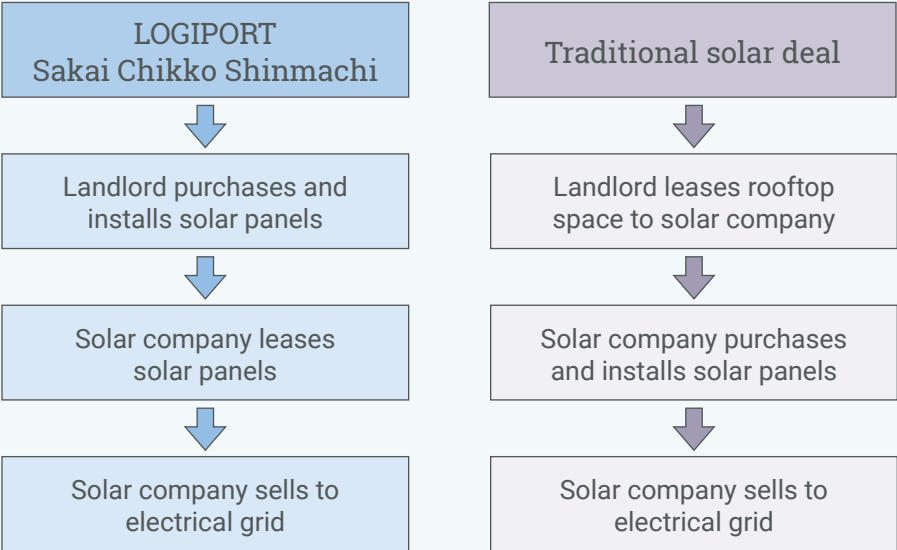 LOGIPORT
Sakai Chikko Shinmachi
Landlord purchases and
installs solar panels
Solar company leases
solar panels
Solar company sells to
electrical grid
Traditional solar deal
Landlord leases rooftop
space to solar company
Solar company purchases
and installs solar panels
Solar company sells to
electrical grid